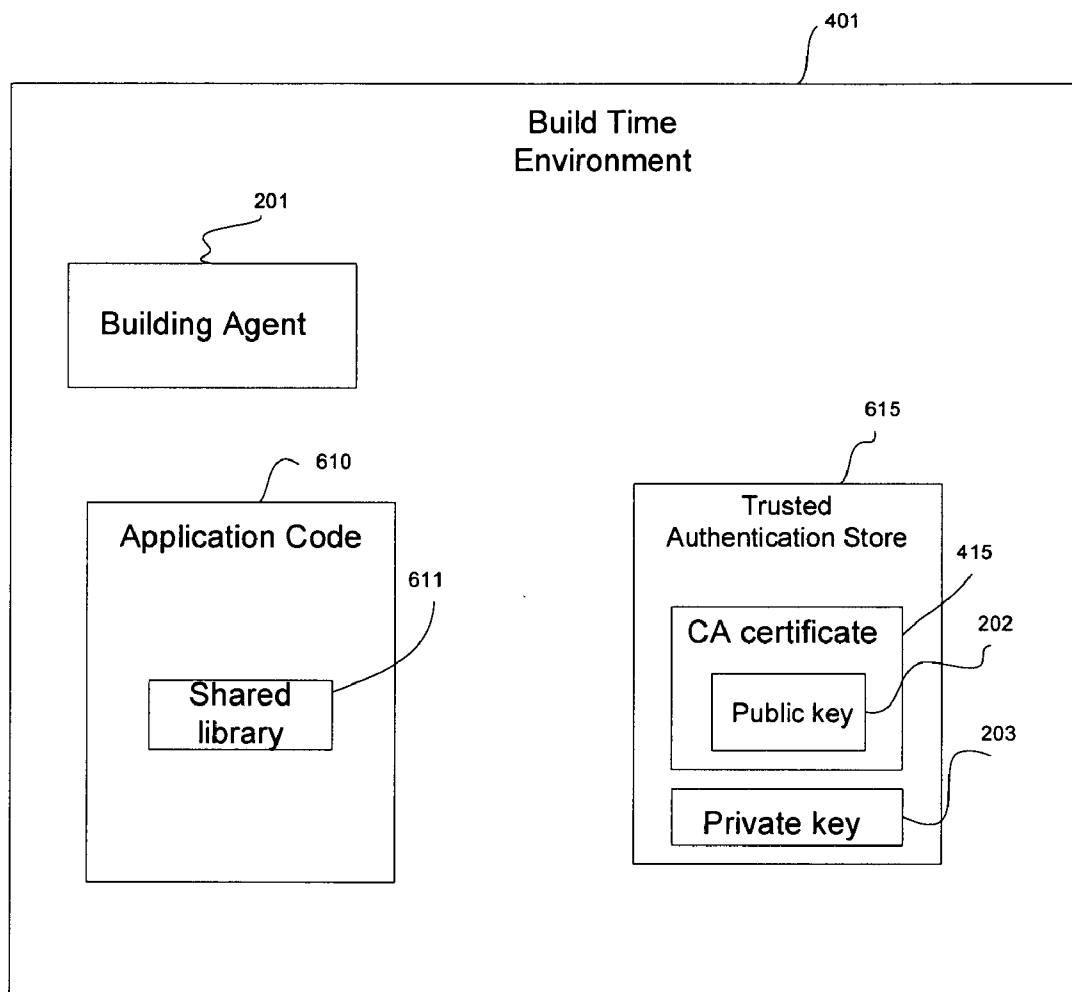 401
Build Time
Environment
201
Building Agent
615
610
Trusted
Authentication Store
Application Code
415
611
CA certificate
202
Shared
library
Public key
203
Private key